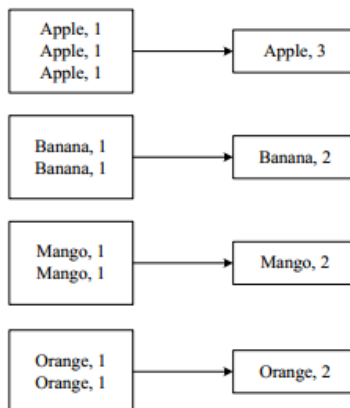 Apple, 1
Apple, 1
Apple, 1
Apple, 3
Banana, 1
Banana, 1
Banana, 2
Mango, 1
Mango, 1
Mango, 2
Orange, 1
Orange, 1
Orange, 2